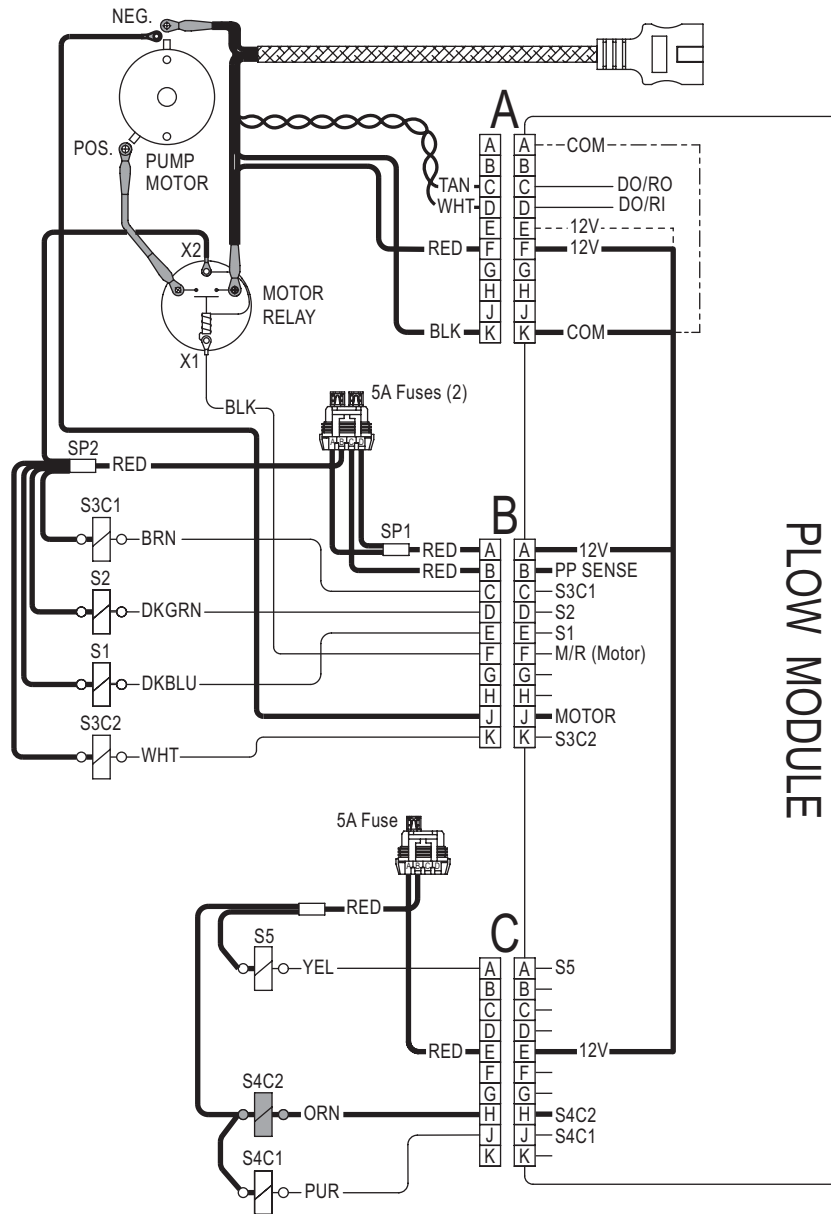 NEG.
POS.
PUMP
MOTOR
X2
MOTOR
RELAY
X1
BLK
A
A A COM
B B
TAN C C DO/RO
WHT D D DO/RI
E E 12V
RED F F 12V
G G
H H
J J
BLK K K COM
5A Fuses (2)
A B C D
SP2
RED
SP1
S3C1
BRN
S2
DKGRN
S1
DKBLU
S3C2
WHT
B
RED A A 12V
RED B B PP SENSE
C C S3C1
D D S2
E E S1
F F M/R (Motor)
G G
H H
J J MOTOR
K K S3C2
PLOW MODULE
5A Fuse
A B C D
RED
S5
YEL
C
A A S5
B B
C C
D D
RED E E 12V
F F
G G
S4C2
ORN H H S4C2
J J S4C1
K K
S4C1
PUR